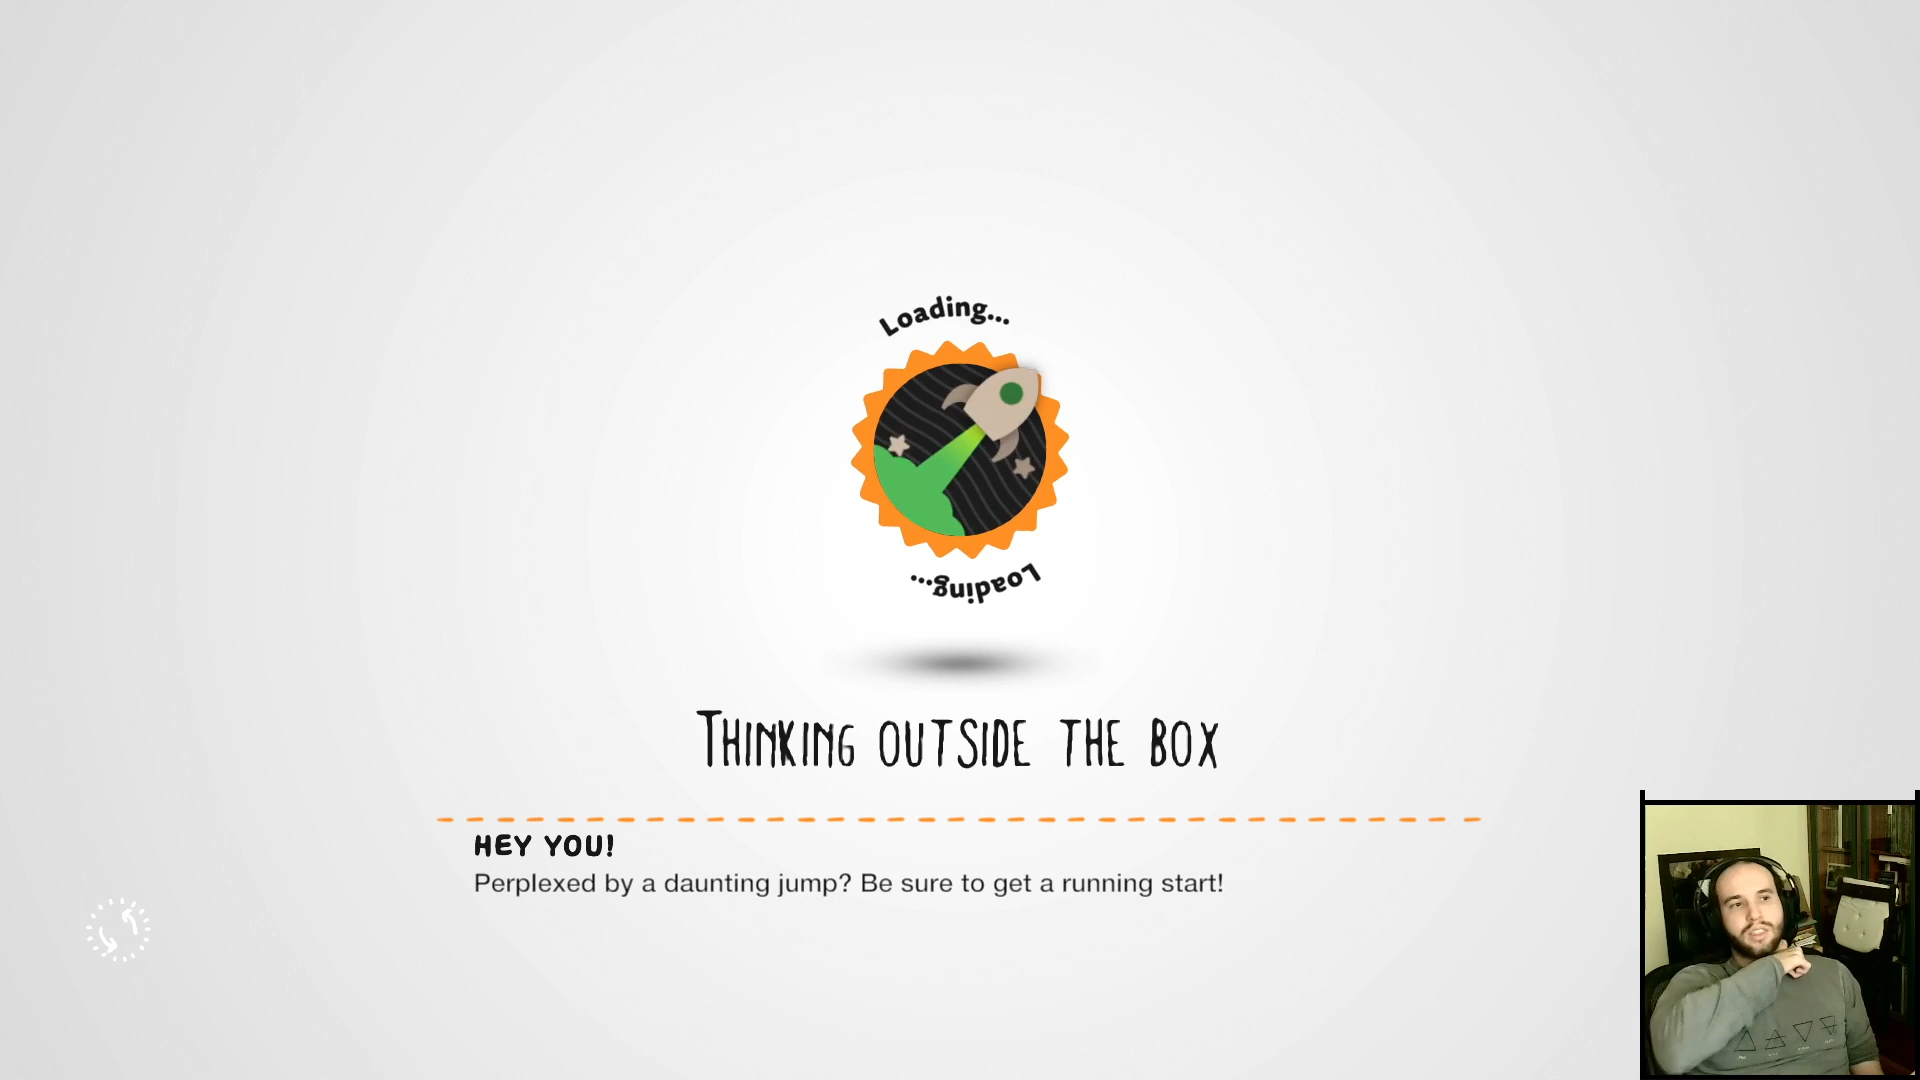 Loading...
Loading...
THINKING OUTSIDE THE BOX
HEY YOU!
Perplexed by a daunting jump? Be sure to get a running start!